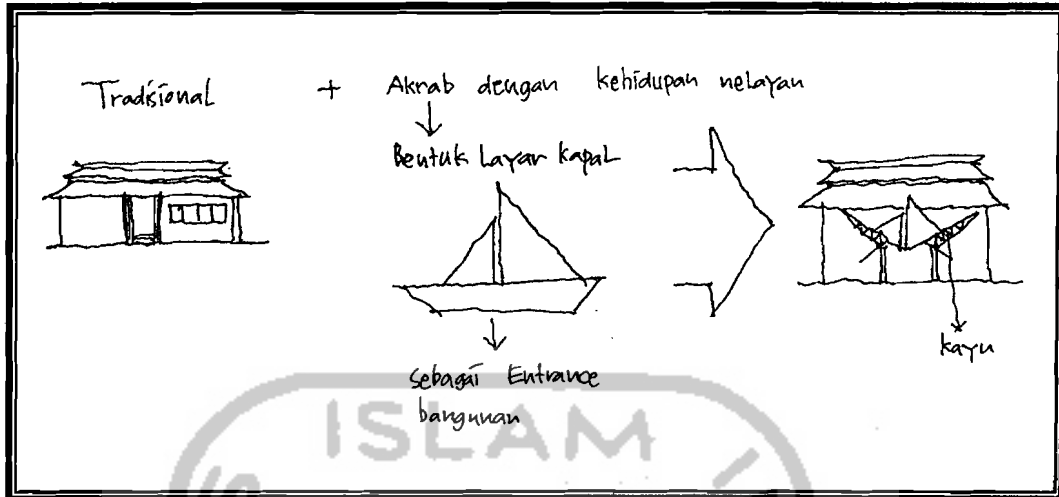 Tradisional + Akrab dengan kehidupan nelayan
Bentuk Layar Kapal
kayu
Sebagai Entrance
bangunan
ISLAM